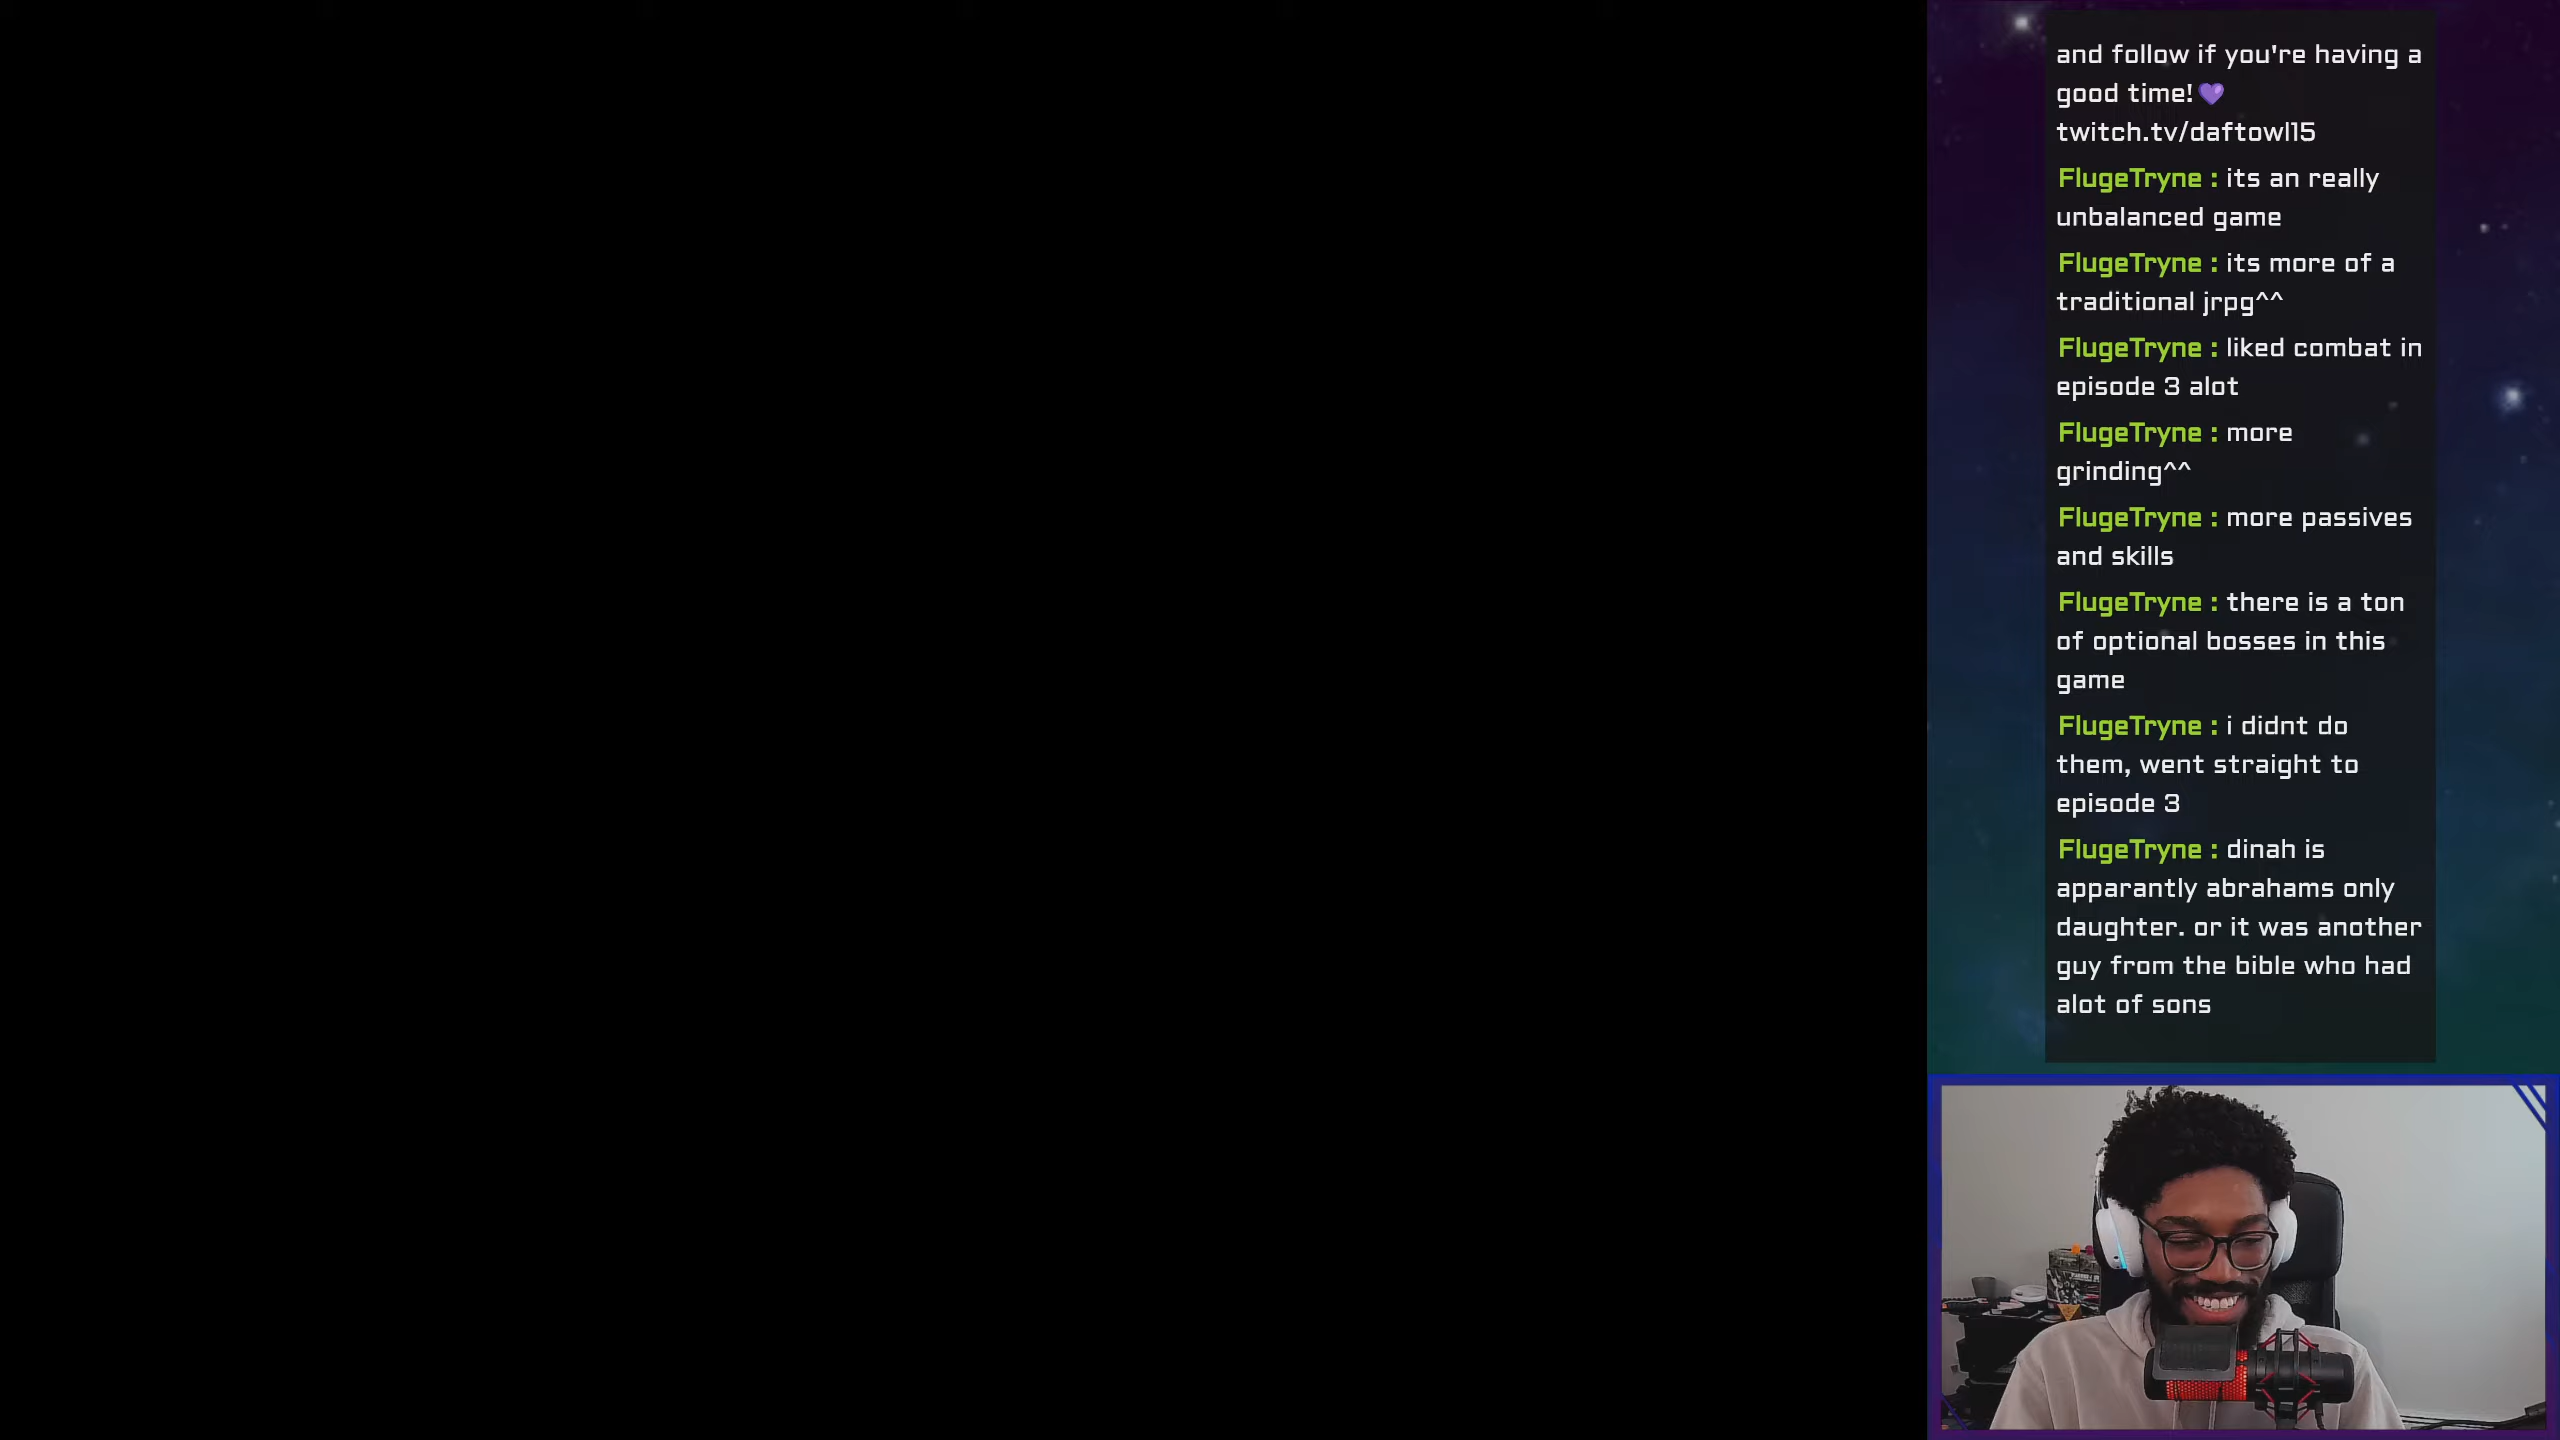 and follow if you're having a
good time!💜
twitch.tv/daftowl15
FlugeTryne : its an really
unbalanced game
FlugeTryne : its more of a
traditional jrpg^^
FlugeTryne : liked combat in
episode 3 alot
FlugeTryne : more
grinding^^
FlugeTryne : more passives
and skills
FlugeTryne : there is a ton
of optional bosses in this
game
FlugeTryne : i didnt do
them, went straight to
episode 3
FlugeTryne : dinah is
apparantly abrahams only
daughter. or it was another
guy from the bible who had
alot of sons